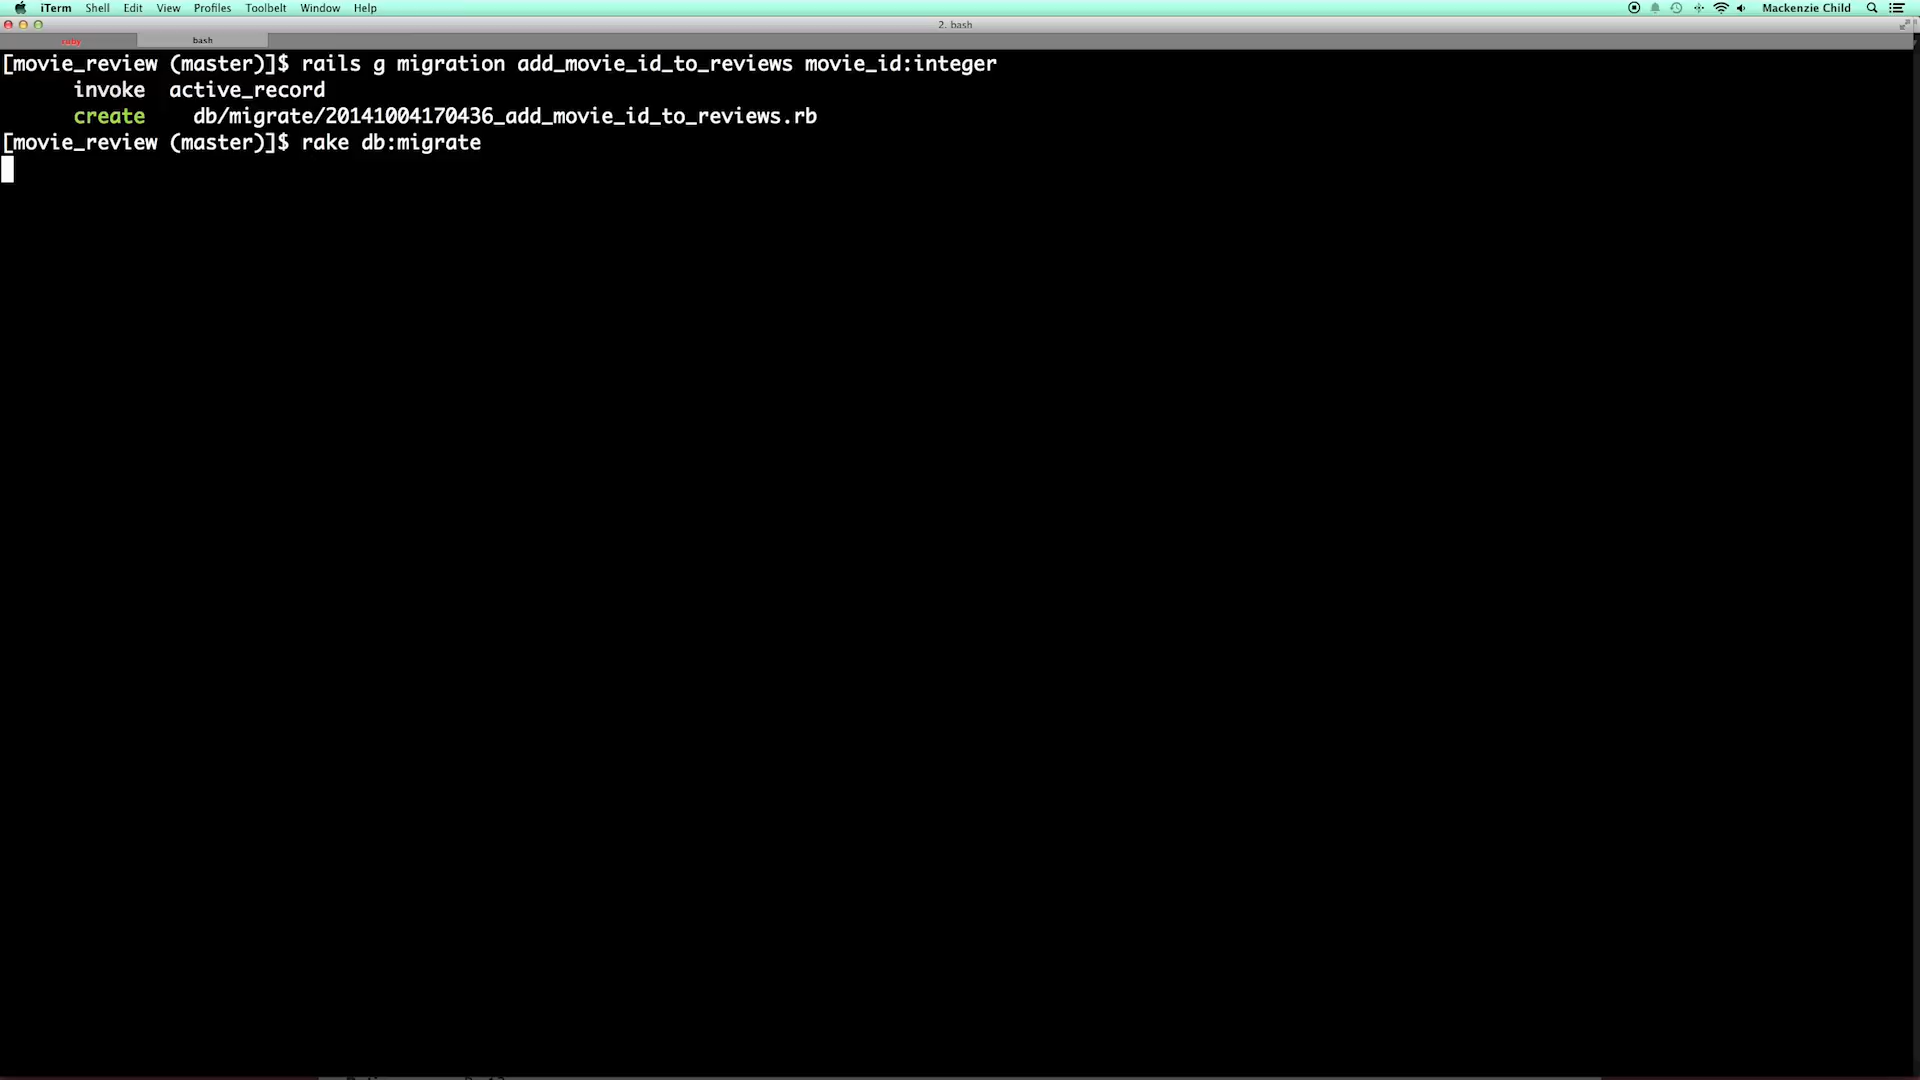 iTerm Shell Edit View Profiles Toolbelt Window Help Mackenzie Child
2. bash
ruby bash
[movie_review (master)]$ rails g migration add_movie_id_to_reviews movie_id:integer
invoke active_record
create db/migrate/20141004170436_add_movie_id_to_reviews.rb
[movie_review (master)]$ rake db:migrate